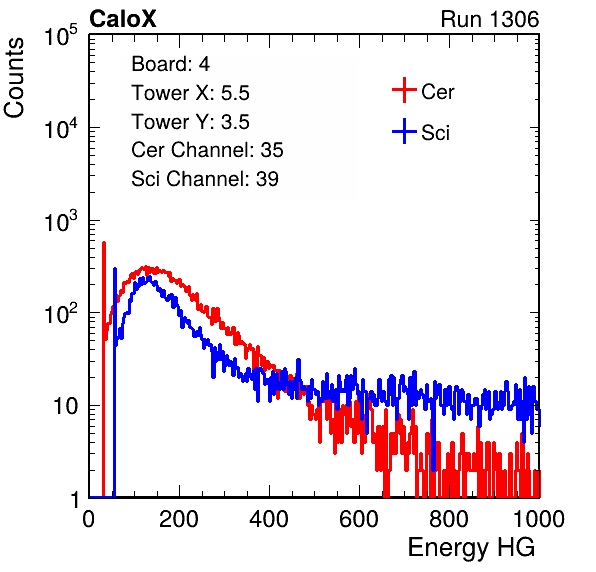 CaloX Run 1306
Counts
10^5
10^4
10^3
10^2
10
1
Board: 4
Tower X: 5.5
Tower Y: 3.5
Cer Channel: 35
Sci Channel: 39
Cer
Sci
0 200 400 600 800 1000
Energy HG